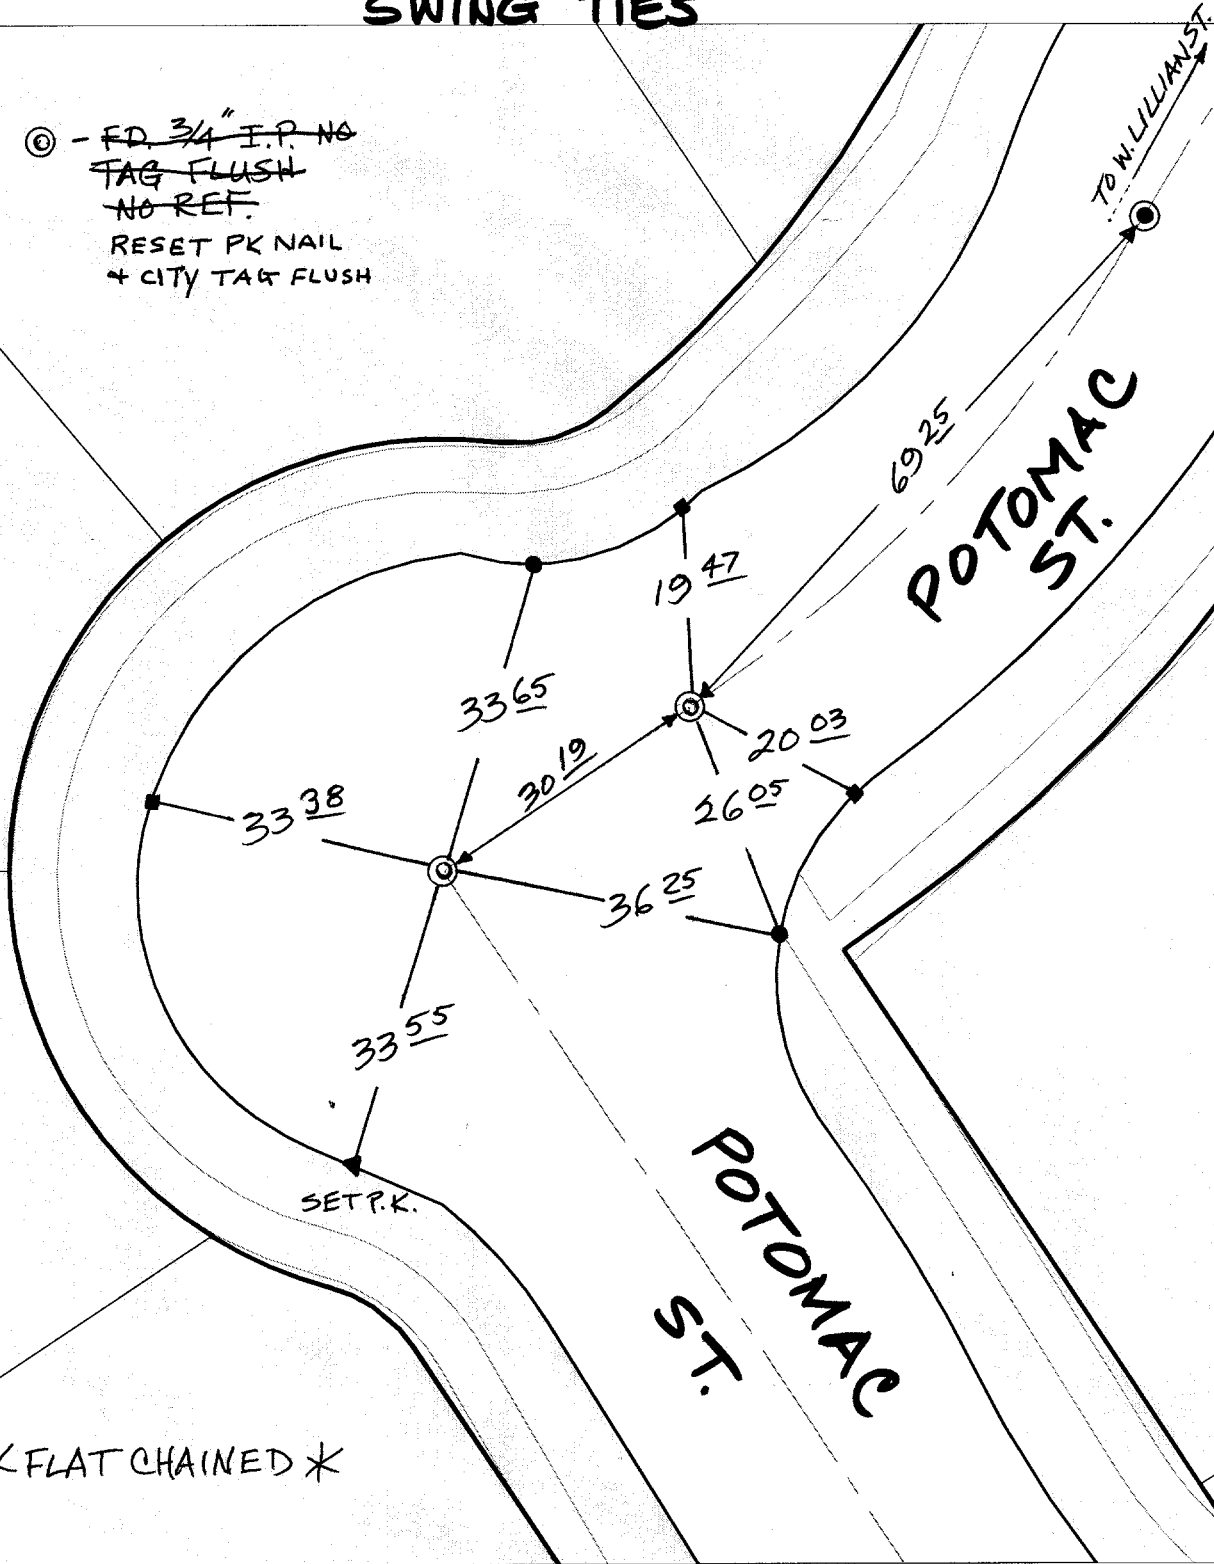 SWING TIES
- FD. 3/4" I.P. NO
TAG FLUSH
NO REF.
RESET PK NAIL
+ CITY TAG FLUSH
TO W. LILLIAN ST.
69 25
POTOMAC
ST.
19 47
33 65
30 19
20 03
26 05
33 38
36 25
33 55
SET P.K.
POTOMAC
ST.
FLAT CHAINED *